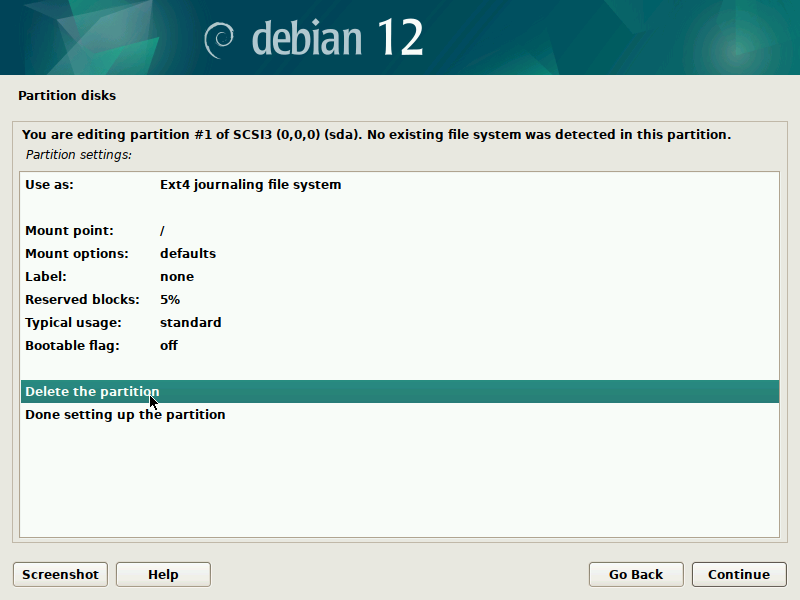 debian 12
Partition disks
You are editing partition #1 of SCSI3 (0,0,0) (sda). No existing file system was detected in this partition.
Partition settings:
Use as: Ext4 journaling file system
Mount point: /
Mount options: defaults
Label: none
Reserved blocks: 5%
Typical usage: standard
Bootable flag: off
Delete the partition
Done setting up the partition
Screenshot Help Go Back Continue